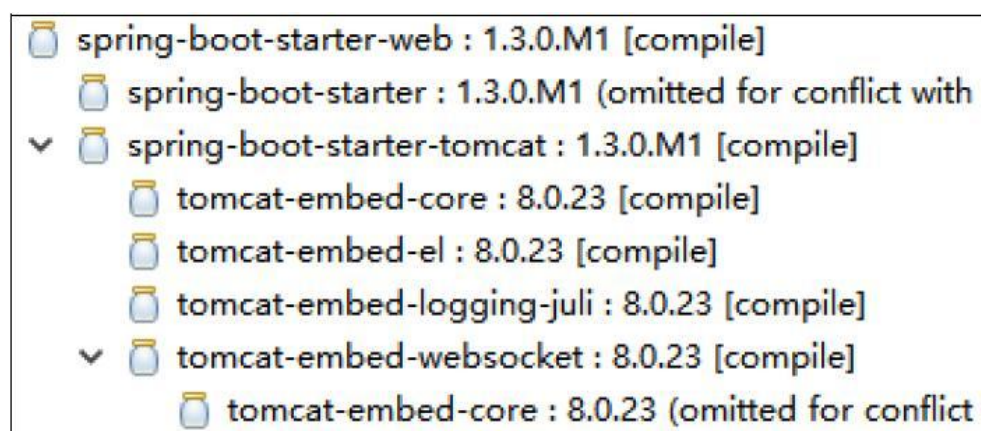 spring-boot-starter-web : 1.3.0.M1 [compile]
spring-boot-starter : 1.3.0.M1 (omitted for conflict with
spring-boot-starter-tomcat : 1.3.0.M1 [compile]
tomcat-embed-core : 8.0.23 [compile]
tomcat-embed-el : 8.0.23 [compile]
tomcat-embed-logging-juli : 8.0.23 [compile]
tomcat-embed-websocket : 8.0.23 [compile]
tomcat-embed-core : 8.0.23 (omitted for conflict